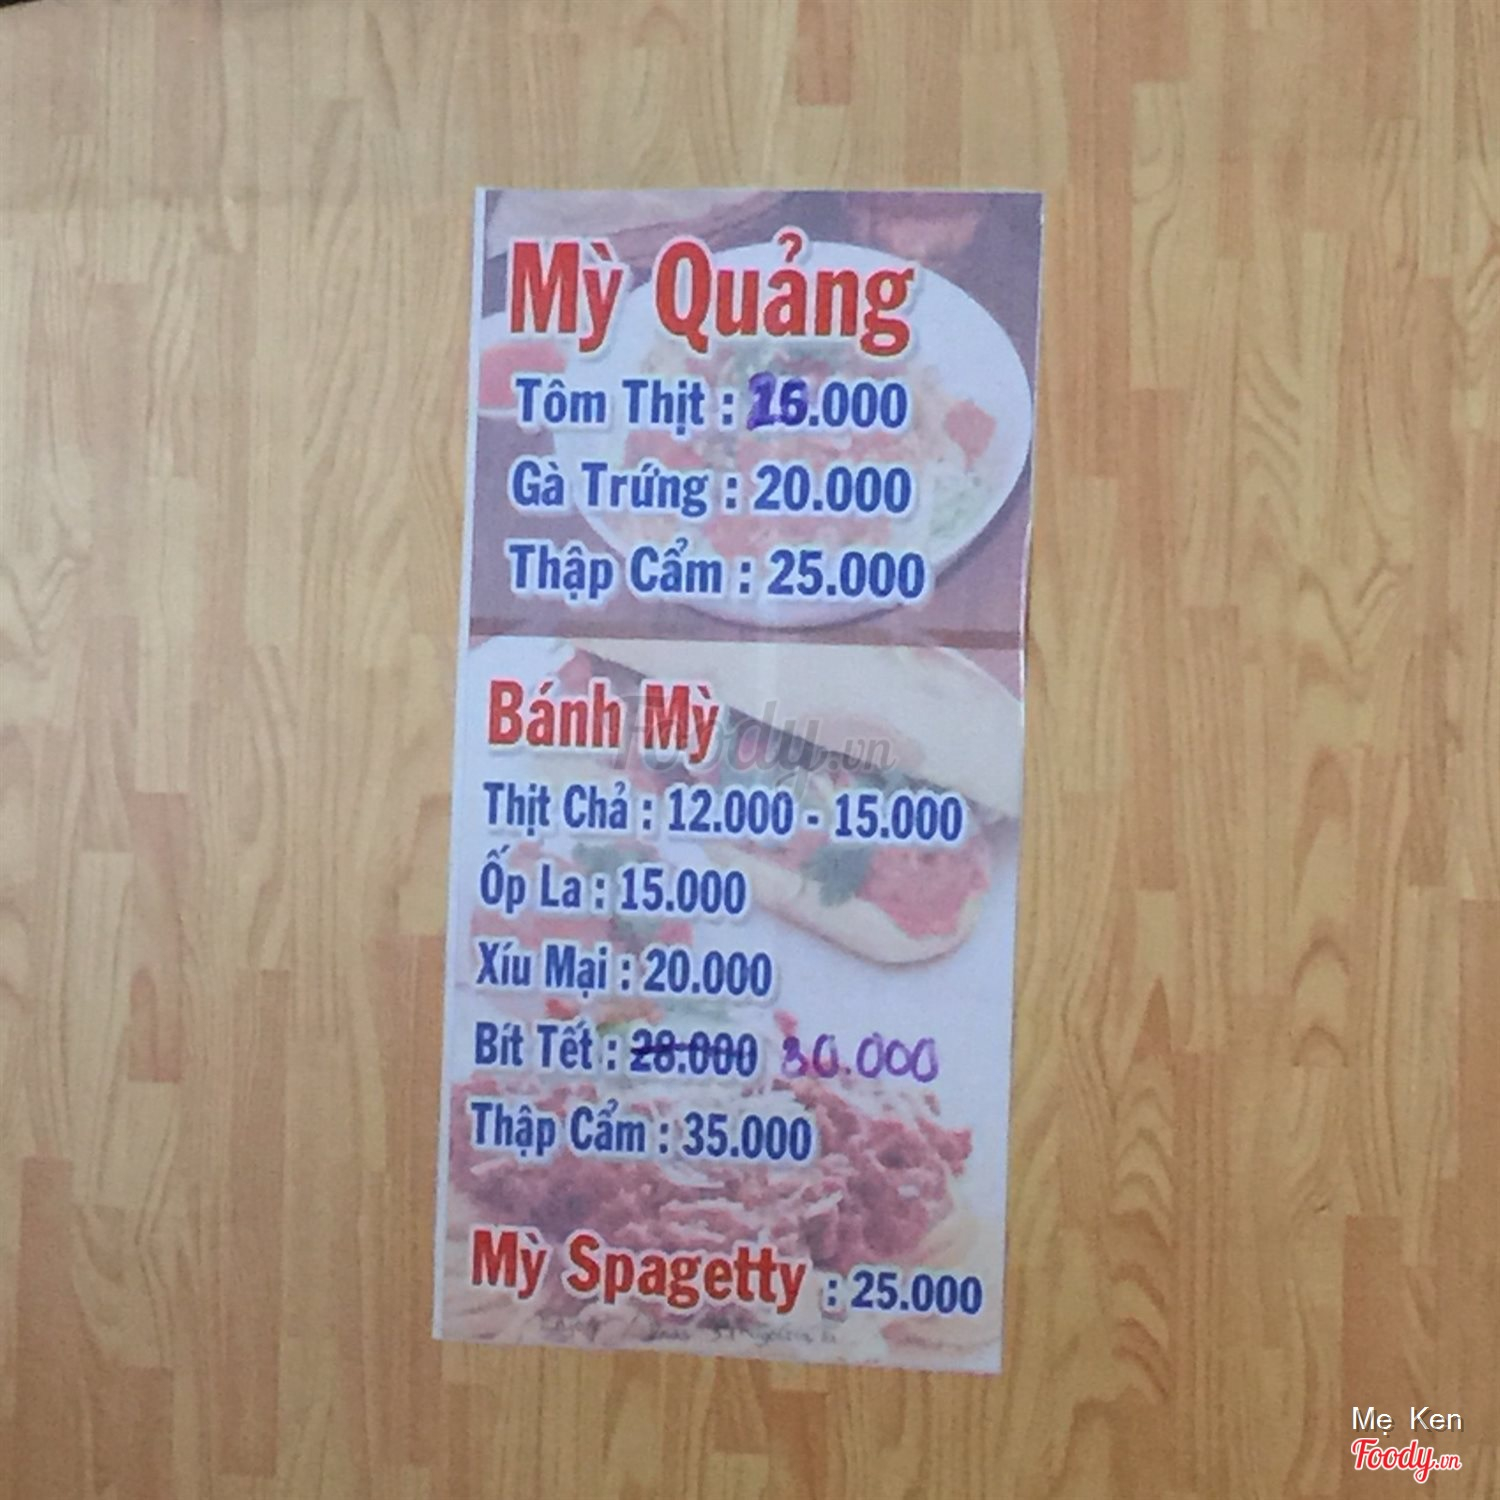 Mỳ Quảng
Tôm Thịt : .000
Gà Trứng : 20.000
Thập Cẩm : 25.000
Bánh Mỳ
Foody.vn
Thịt Chả : 12.000 - 15.000
Ốp La : 15.000
Xíu Mại : 20.000
Bít Tết : 28.000 30.000
Thập Cẩm : 35.000
Mỳ Spagetty : 25.000
Mẹ Ken
Foody.vn